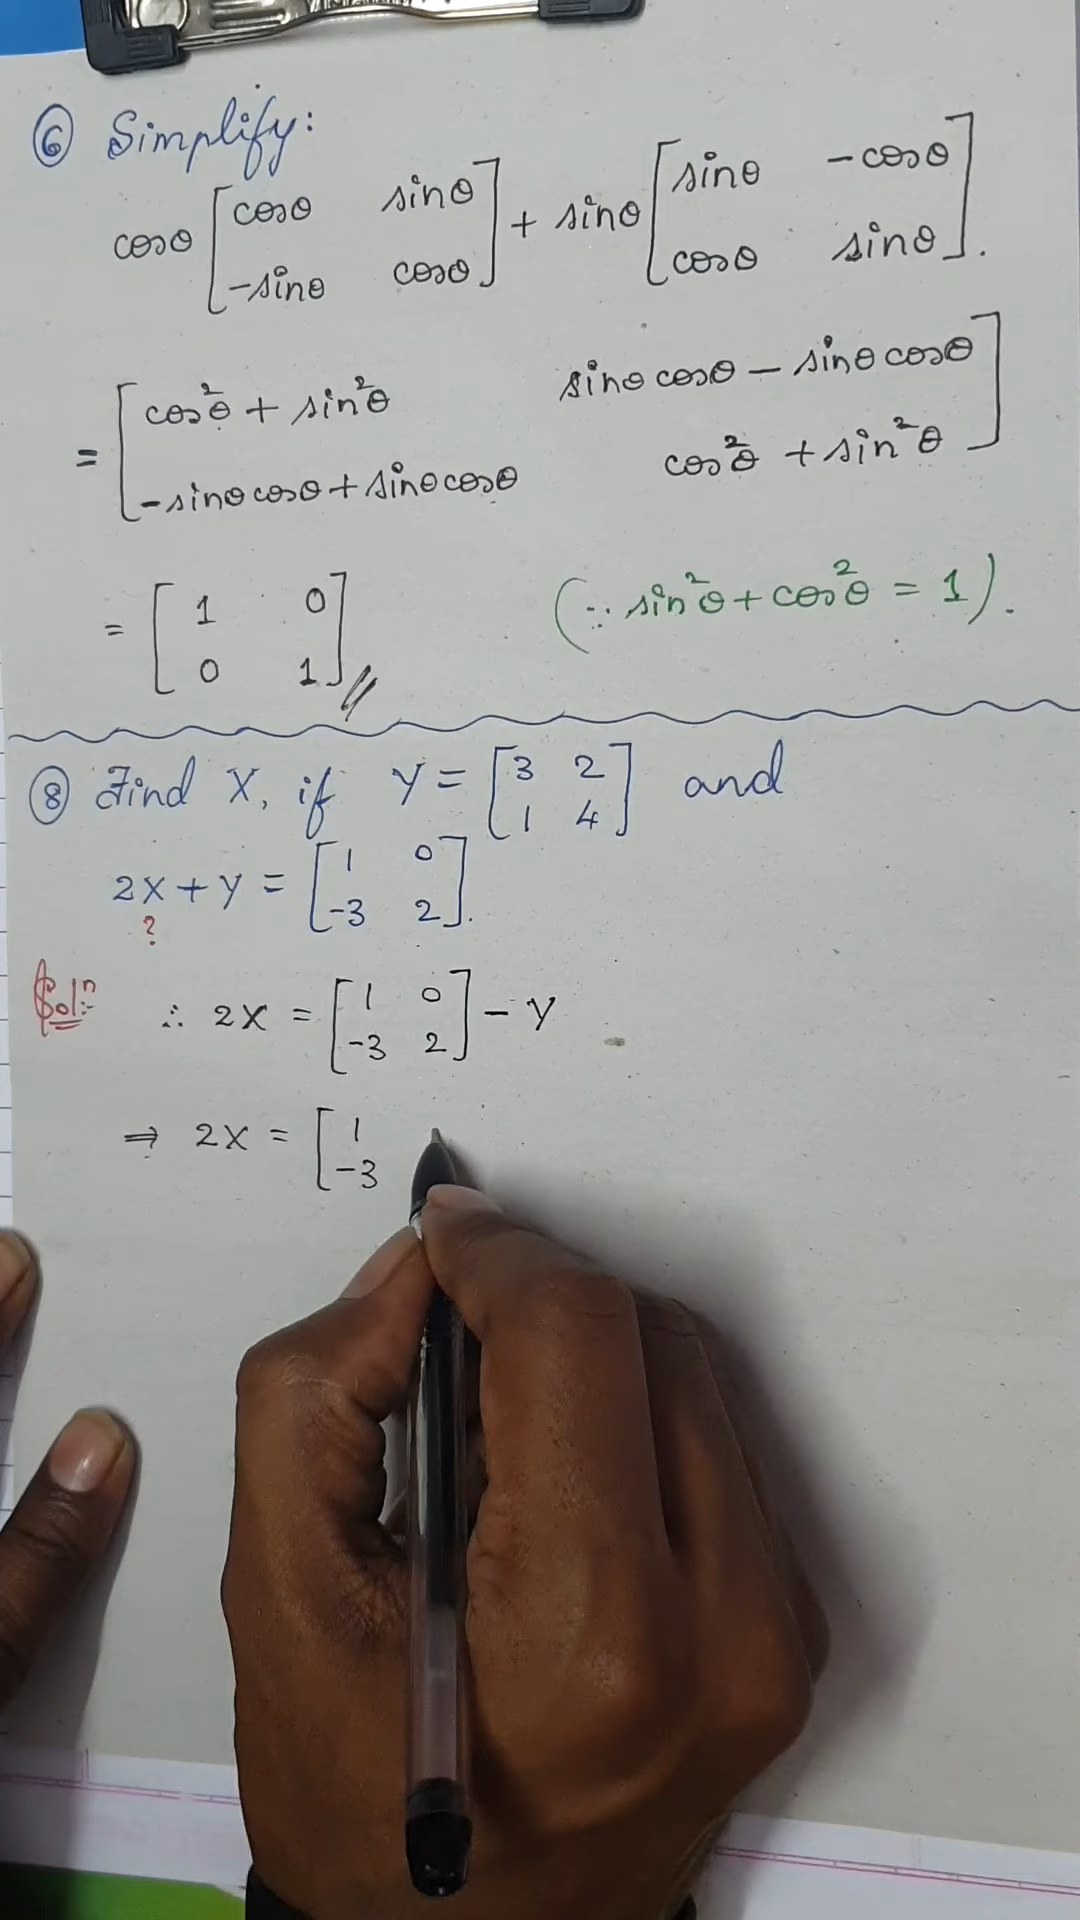 ⑥ Simplify:
cosθ [cosθ sinθ
-sinθ cosθ] + sinθ [sinθ -cosθ
cosθ sinθ].
= [cos²θ + sin²θ sinθ cosθ - sinθ cosθ
-sinθ cosθ + sinθ cosθ cos²θ + sin²θ]
= [1 0
0 1] (∵ sin²θ + cos²θ = 1).
⑧ Find X, if Y = [3 2
1 4] and
2X + Y = [1 0
-3 2].
?
Solⁿ:- ∴ 2X = [1 0
-3 2] - Y
⇒ 2X = [1
-3